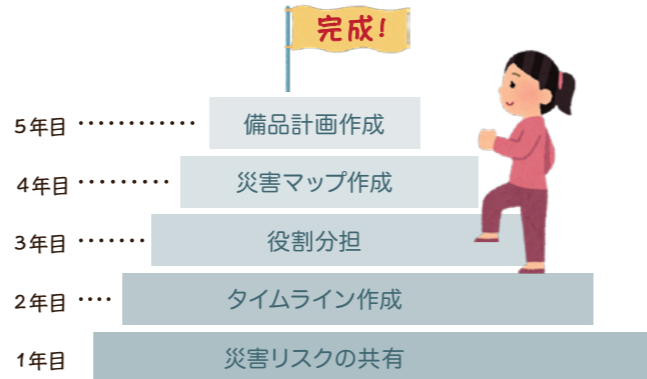 完成!
5年目 ············ 備品計画作成
4年目 ········· 災害マップ作成
3年目 ······· 役割分担
2年目 ···· タイムライン作成
1年目 災害リスクの共有